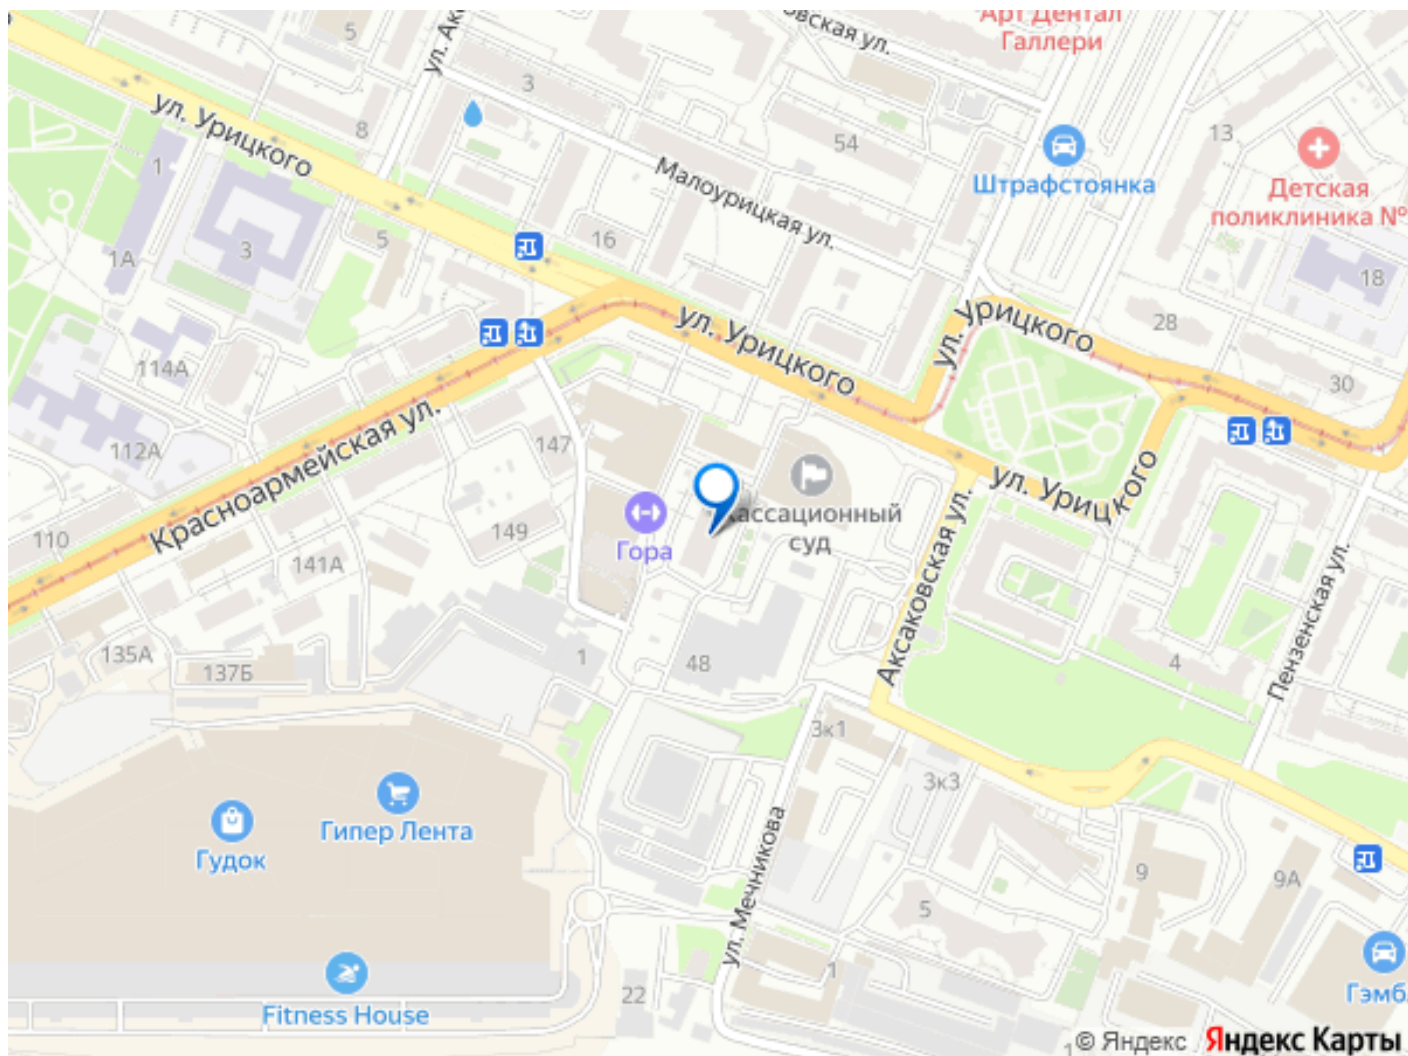 Арт Дентал
Галлери
5
ул. Ак
вская ул.
3
ул. Урицкого
8
54
13
Штрафстоянка
Детская
поликлиника №
1
Малоурицкая ул.
1А
3
5
16
18
ул. Урицкого
ул. Урицкого
28
30
114А
112А
Красноармейская ул.
147
149
110
141А
Гора
Кассационный
суд
ул. Урицкого
Аксаковская ул.
Пензенская ул.
135А
137Б
1
48
4
3к1
3к3
Гипер Лента
Гудок
ул. Мечникова
9
9А
5
1
22
Fitness House
Гэмб
1
© Яндекс
Яндекс Карты